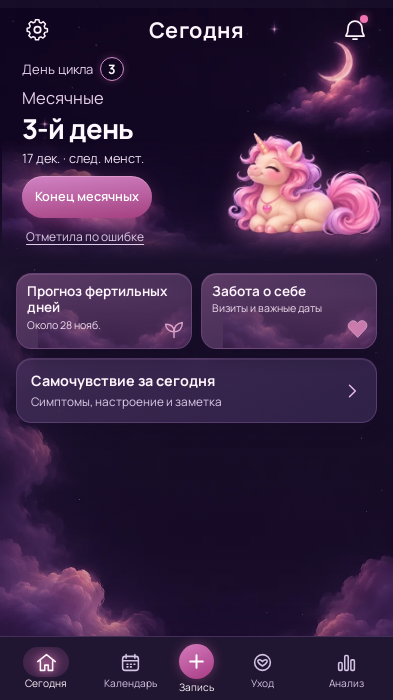 Сегодня
День цикла 3
Месячные
3-й день
17 дек. · след. менст.
Конец месячных
Отметила по ошибке
Прогноз фертильных
дней
Около 28 нояб.
Забота о себе
Визиты и важные даты
Самочувствие за сегодня
Симптомы, настроение и заметка
Сегодня
Календарь
Запись
Уход
Анализ